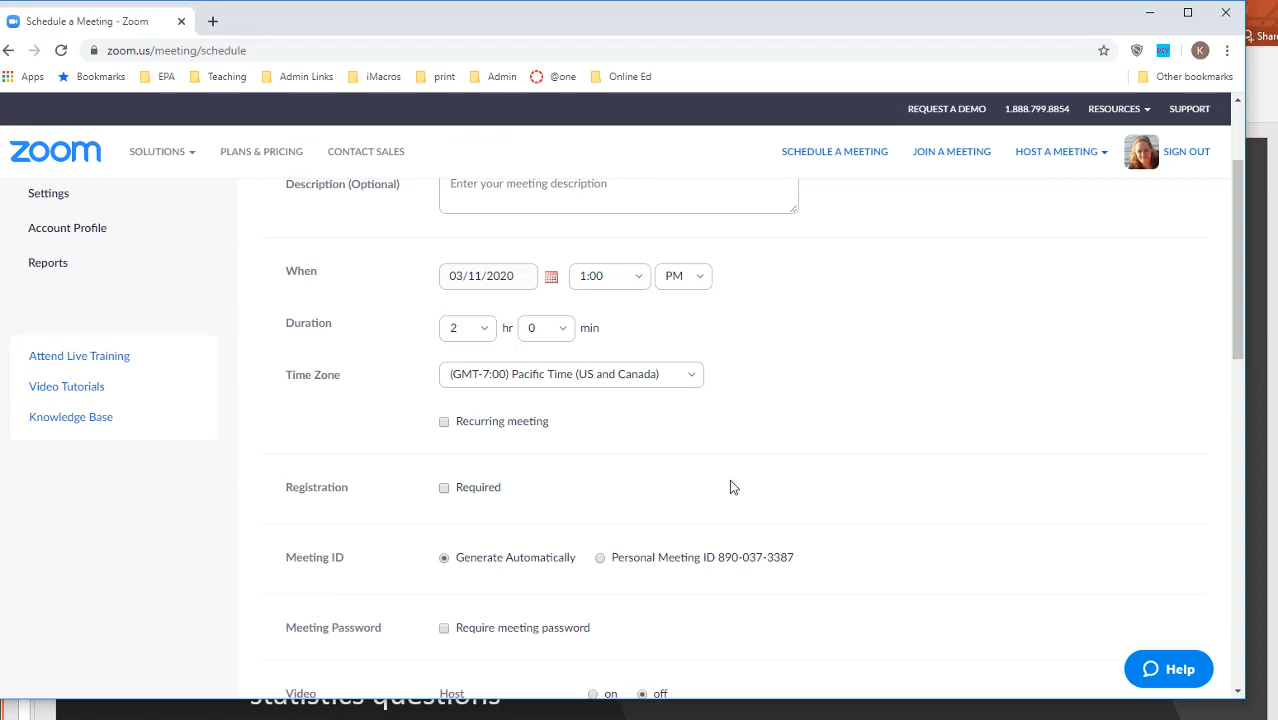 Schedule a Meeting - Zoom
zoom.us/meeting/schedule
K
Share
Apps Bookmarks EPA Teaching Admin Links iMacros print Admin @one Online Ed Other bookmarks
REQUEST A DEMO 1.888.799.8854 RESOURCES SUPPORT
zoom SOLUTIONS PLANS & PRICING CONTACT SALES SCHEDULE A MEETING JOIN A MEETING HOST A MEETING SIGN OUT
Settings
Account Profile
Reports
Attend Live Training
Video Tutorials
Knowledge Base
Description (Optional) Enter your meeting description
When 03/11/2020 1:00 PM
Duration 2 hr 0 min
Time Zone (GMT-7:00) Pacific Time (US and Canada)
Recurring meeting
Registration Required
Meeting ID Generate Automatically Personal Meeting ID 890-037-3387
Meeting Password Require meeting password
Help
Video Host on off
statistics questions